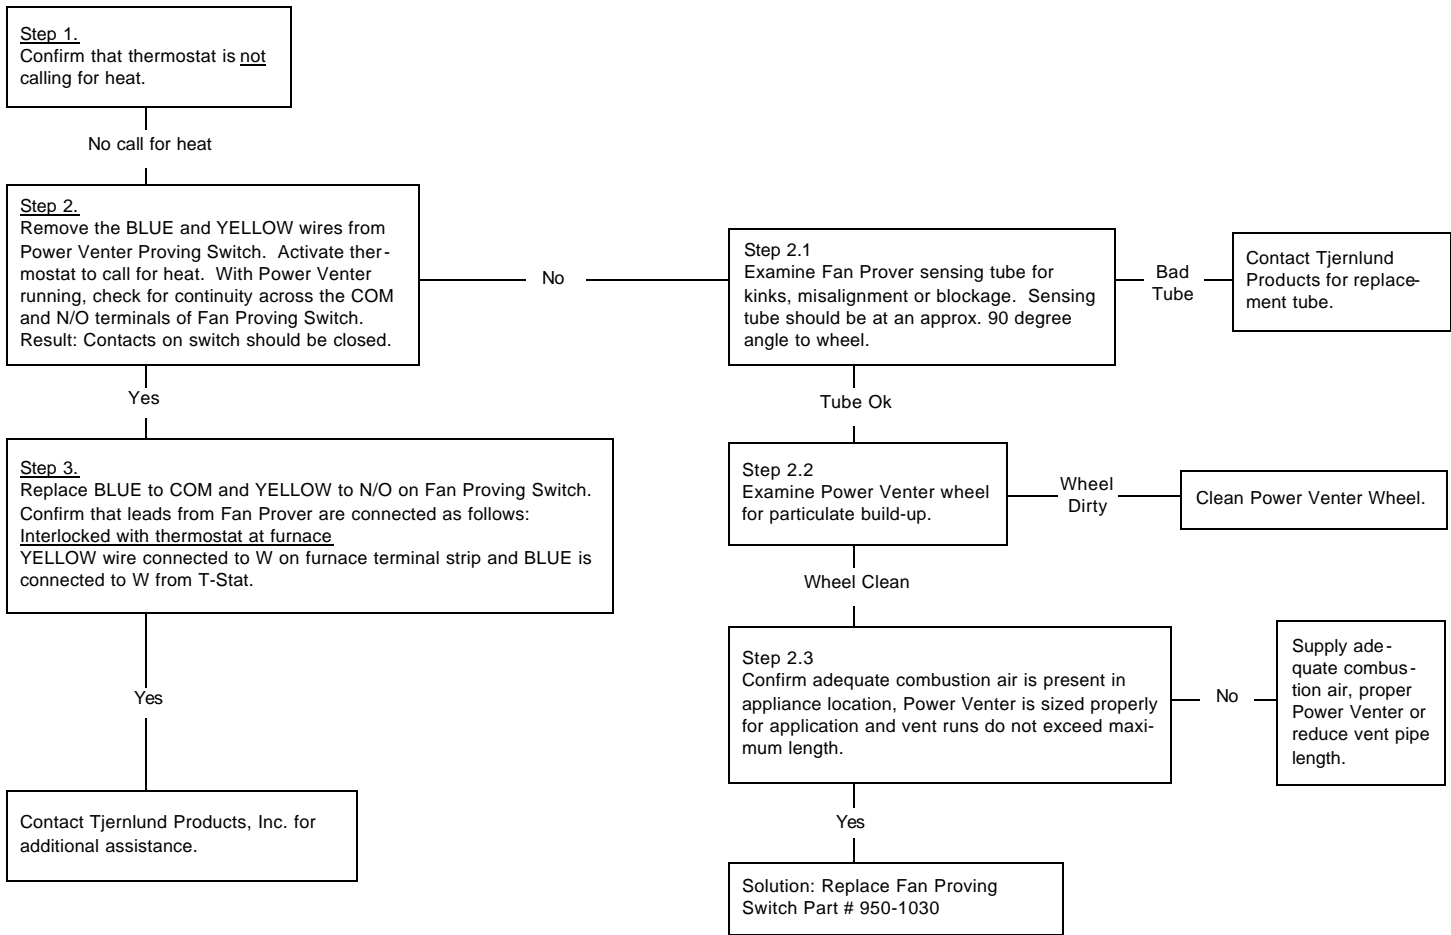 Step 1.
Confirm that thermostat is not
calling for heat.
No call for heat
Step 2.
Remove the BLUE and YELLOW wires from
Power Venter Proving Switch. Activate ther-
mostat to call for heat. With Power Venter
running, check for continuity across the COM
and N/O terminals of Fan Proving Switch.
Result: Contacts on switch should be closed.
No
Step 2.1
Examine Fan Prover sensing tube for
kinks, misalignment or blockage. Sensing
tube should be at an approx. 90 degree
angle to wheel.
Bad
Tube
Contact Tjernlund
Products for replace-
ment tube.
Yes
Tube Ok
Step 3.
Replace BLUE to COM and YELLOW to N/O on Fan Proving Switch.
Confirm that leads from Fan Prover are connected as follows:
Interlocked with thermostat at furnace
YELLOW wire connected to W on furnace terminal strip and BLUE is
connected to W from T-Stat.
Step 2.2
Examine Power Venter wheel
for particulate build-up.
Wheel
Dirty
Clean Power Venter Wheel.
Wheel Clean
Step 2.3
Confirm adequate combustion air is present in
appliance location, Power Venter is sized properly
for application and vent runs do not exceed maxi-
mum length.
No
Supply ade-
quate combus-
tion air, proper
Power Venter or
reduce vent pipe
length.
Yes
Contact Tjernlund Products, Inc. for
additional assistance.
Yes
Solution: Replace Fan Proving
Switch Part # 950-1030